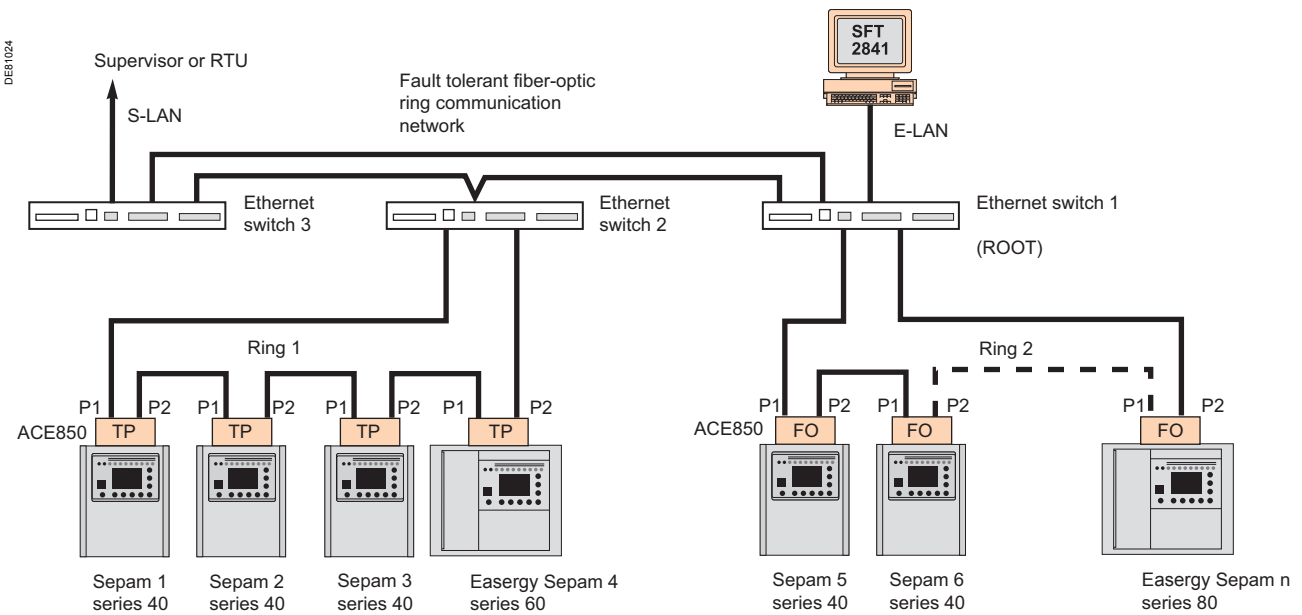 DE81024
Supervisor or RTU
S-LAN
Fault tolerant fiber-optic
ring communication
network
SFT
2841
E-LAN
Ethernet
switch 3
Ethernet
switch 2
Ethernet switch 1
(ROOT)
Ring 1
Ring 2
P1 P2 P1 P2 P1 P2 P1 P2
P1 P2 P1 P2 P1 P2
ACE850 TP TP TP TP
ACE850 FO FO FO
Sepam 1
series 40
Sepam 2
series 40
Sepam 3
series 40
Easergy Sepam 4
series 60
Sepam 5
series 40
Sepam 6
series 40
Easergy Sepam n
series 80